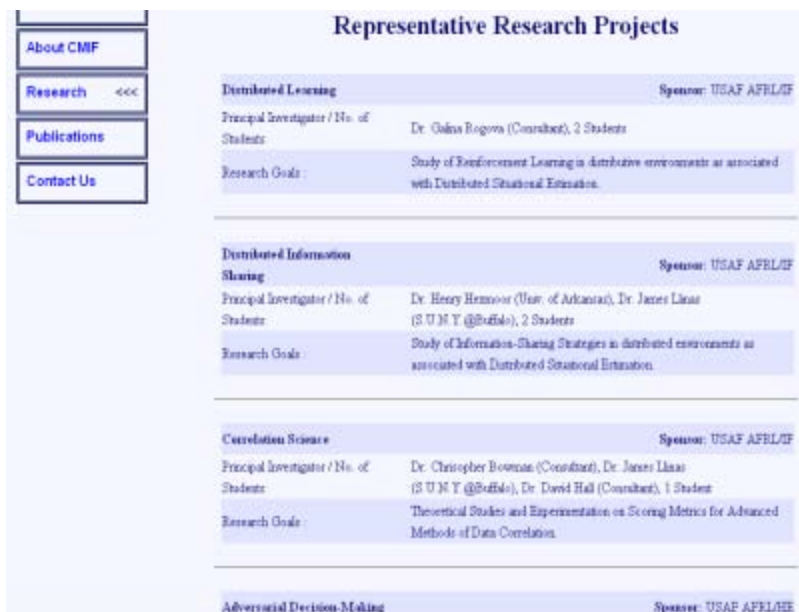 Representative Research Projects
About CMIF
Research <<<
Publications
Contact Us
Distributed Learning Sponsor: USAF AFRL/IF
Principal Investigator / No. of
Students:
Dr. Galina Rogova (Consultant), 2 Students
Research Goals :
Study of Reinforcement Learning in distributive environments as associated
with Distributed Situational Estimation.
Distributed Information
Sharing
Sponsor: USAF AFRL/IF
Principal Investigator / No. of
Students:
Dr. Henry Hexmoor (Univ. of Arkansas), Dr. James Llinas
(S.U.N.Y. @Buffalo), 2 Students
Research Goals :
Study of Information-Sharing Strategies in distributed environments as
associated with Distributed Situational Estimation.
Correlation Science Sponsor: USAF AFRL/IF
Principal Investigator / No. of
Students:
Dr. Chrisopher Bowman (Consultant), Dr. James Llinas
(S.U.N.Y. @Buffalo), Dr. David Hall (Consultant), 1 Student
Research Goals :
Theoretical Studies and Experimentation on Scoring Metrics for Advanced
Methods of Data Correlation.
Adversarial Decision-Making Sponsor: USAF AFRL/HE